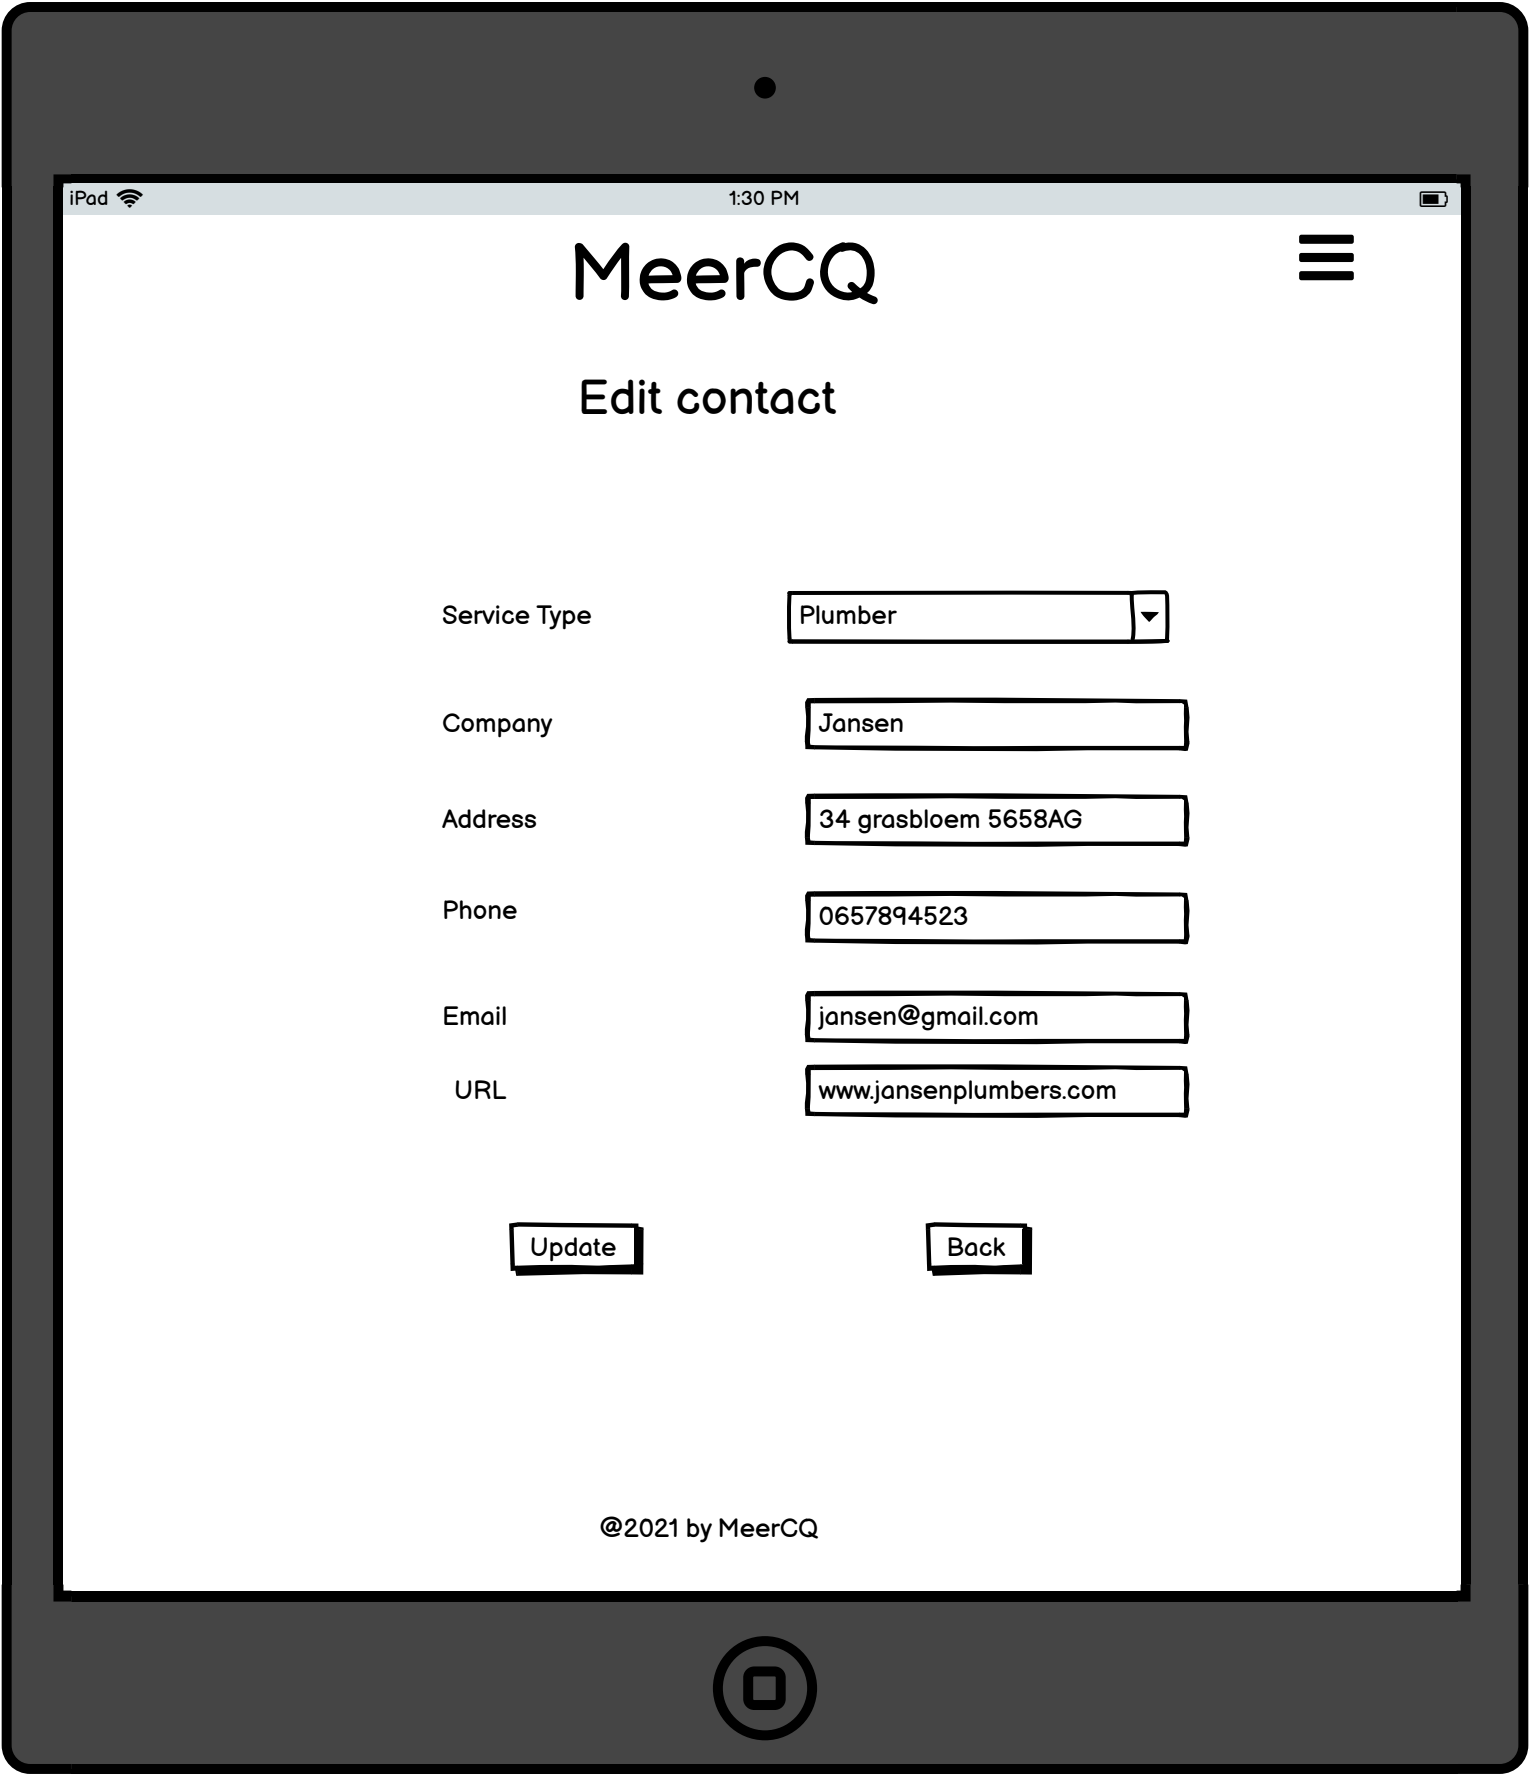 iPad
1:30 PM
MeerCQ
Edit contact
Service Type
Plumber
Company
Jansen
Address
34 grasbloem 5658AG
Phone
0657894523
Email
jansen@gmail.com
URL
www.jansenplumbers.com
Update
Back
@2021 by MeerCQ